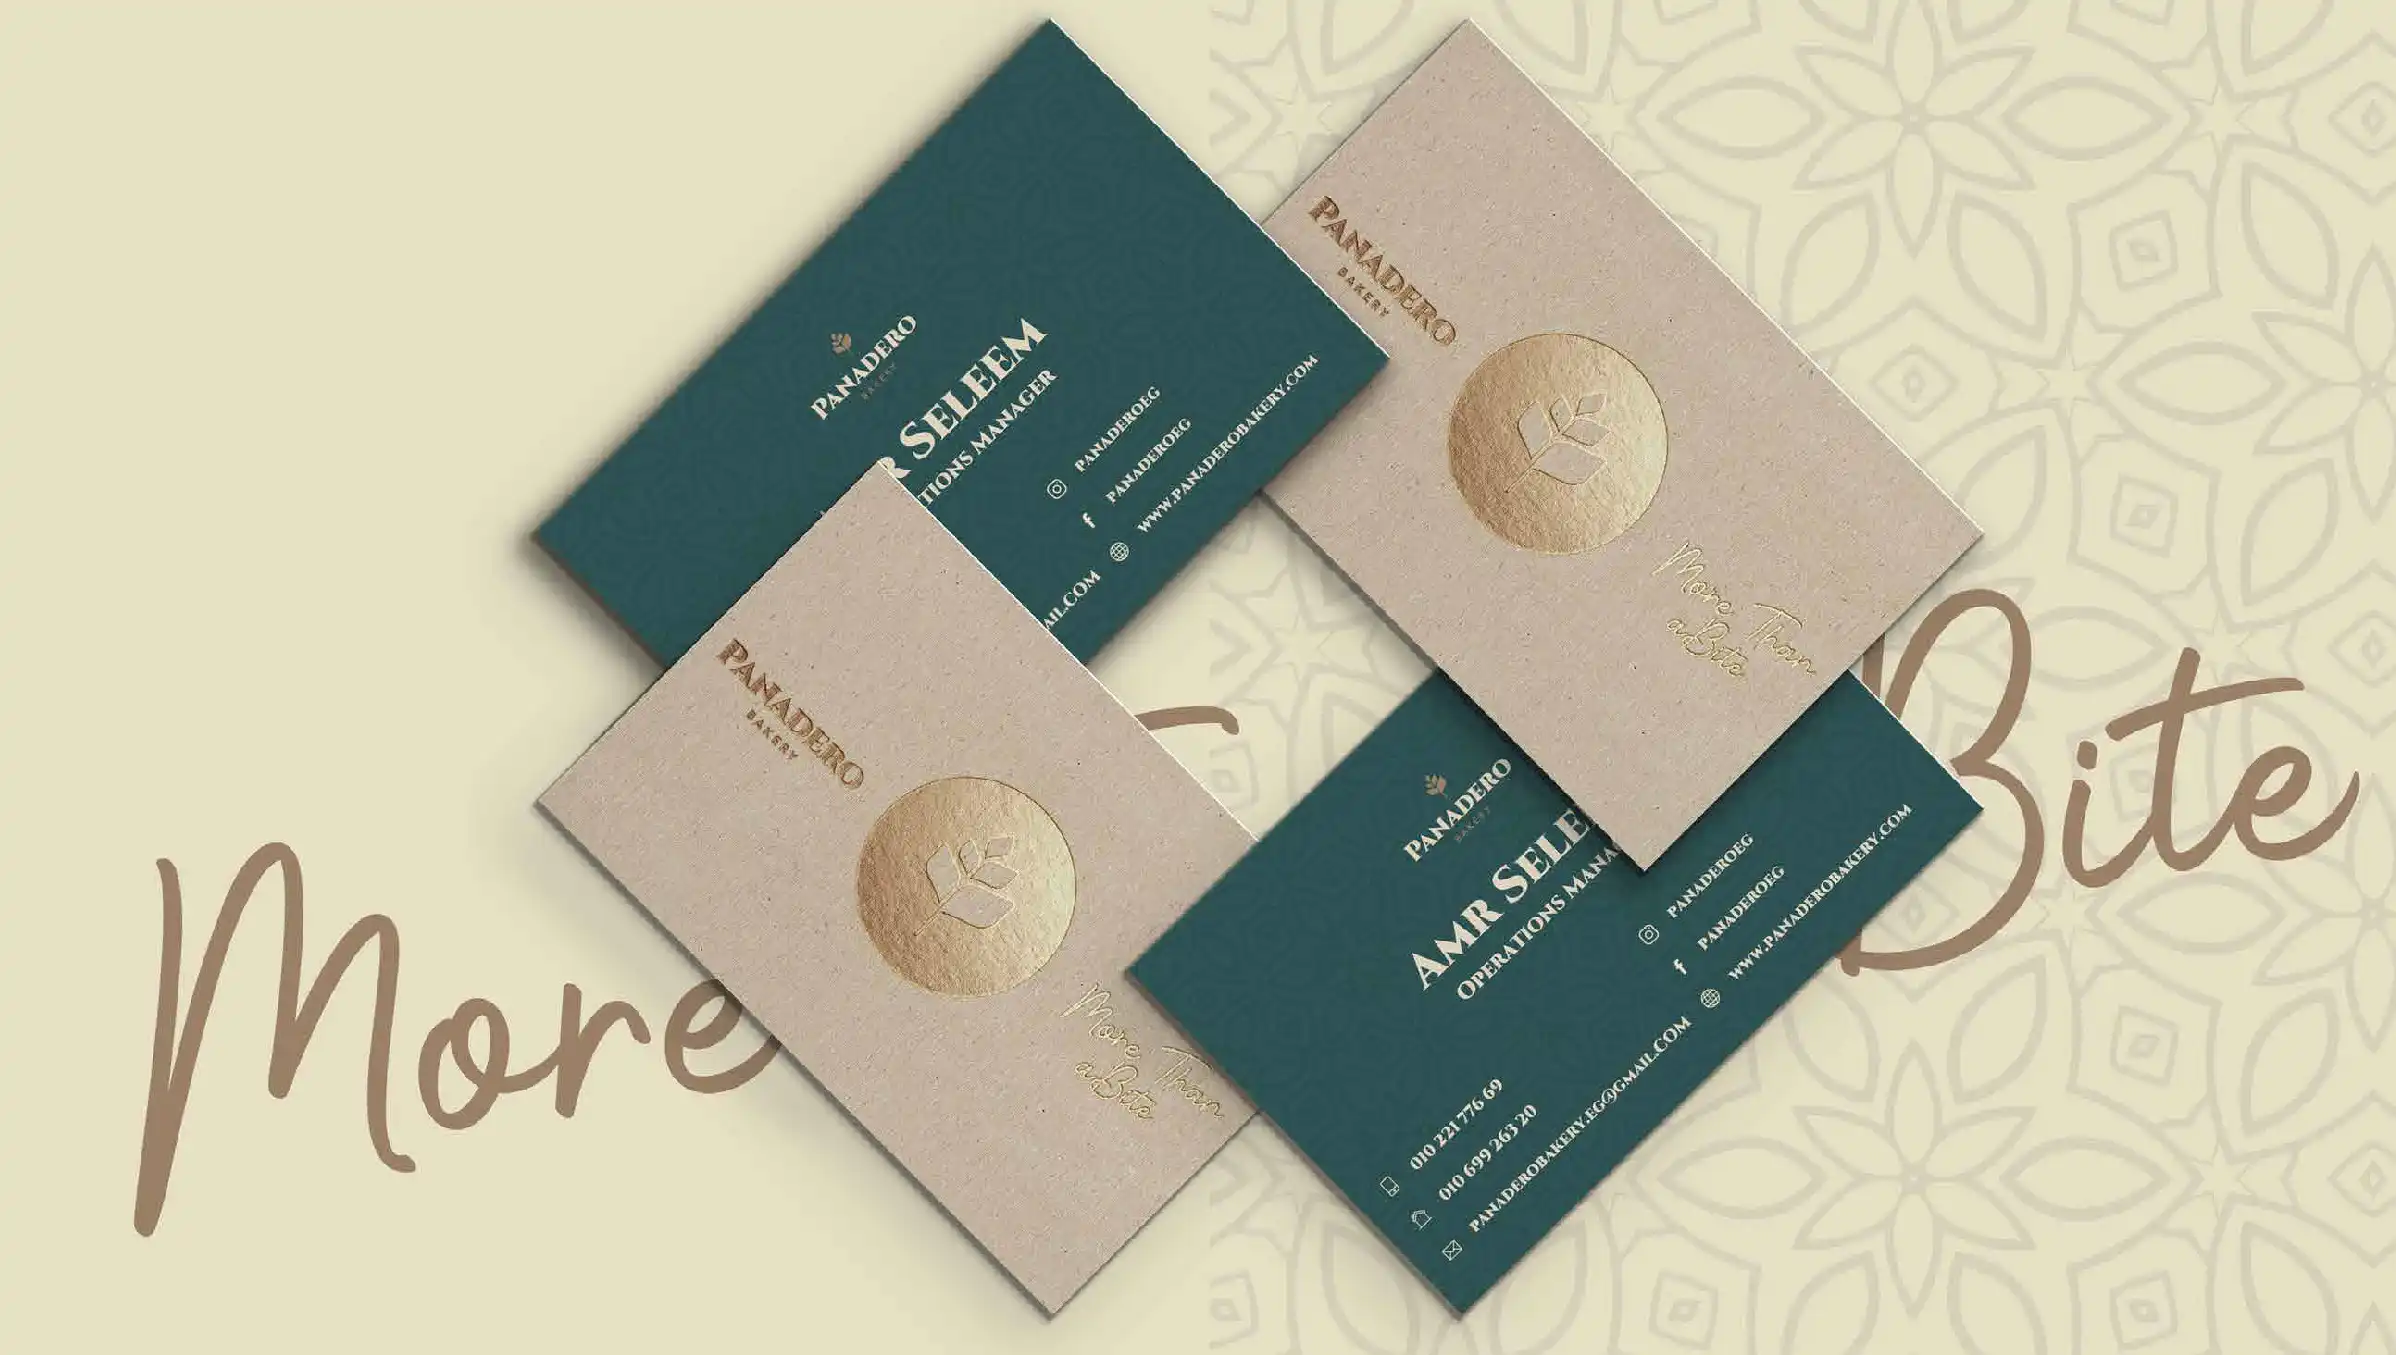 PANADERO
BAKERY
SELEEM
MANAGER
PANADEROEG
PANADEROEG
WWW.PANADEROBAKERY.COM
PANADERO
BAKERY
More Than
a Bite
PANADERO
BAKERY
More Than
a Bite
PANADERO
BAKERY
AMR SELE
OPERATIONS MANA
PANADEROEG
PANADEROEG
WWW.PANADEROBAKERY.COM
010 221 776 69
010 699 263 20
PANADEROBAKERY.EG@GMAIL.COM
More
Bite